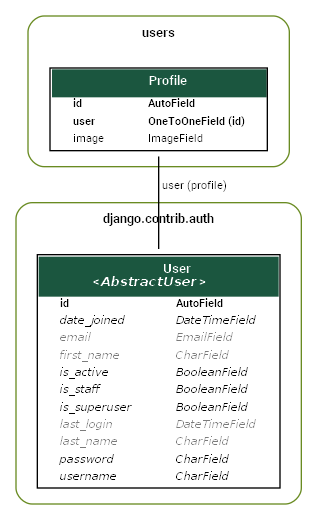 users
Profile
id AutoField
user OneToOneField (id)
image ImageField
user (profile)
django.contrib.auth
User
<AbstractUser>
id AutoField
date_joined DateTimeField
email EmailField
first_name CharField
is_active BooleanField
is_staff BooleanField
is_superuser BooleanField
last_login DateTimeField
last_name CharField
password CharField
username CharField